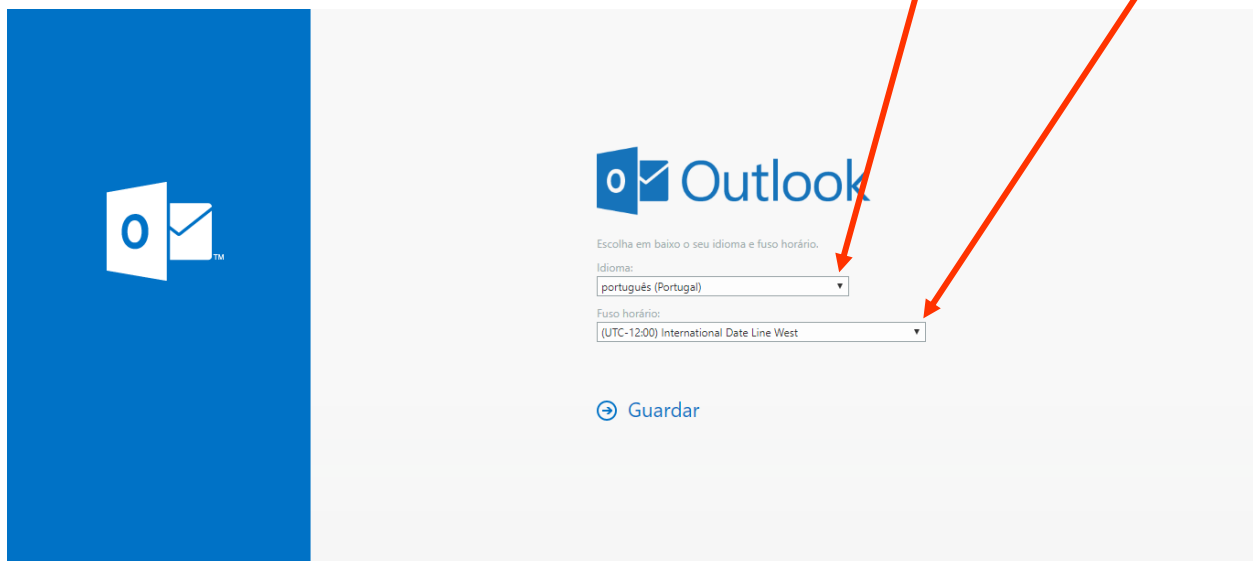 O
TM
O
Outlook
Escolha em baixo o seu idioma e fuso horário.
Idioma:
português (Portugal)
Fuso horário:
(UTC-12:00) International Date Line West
Guardar